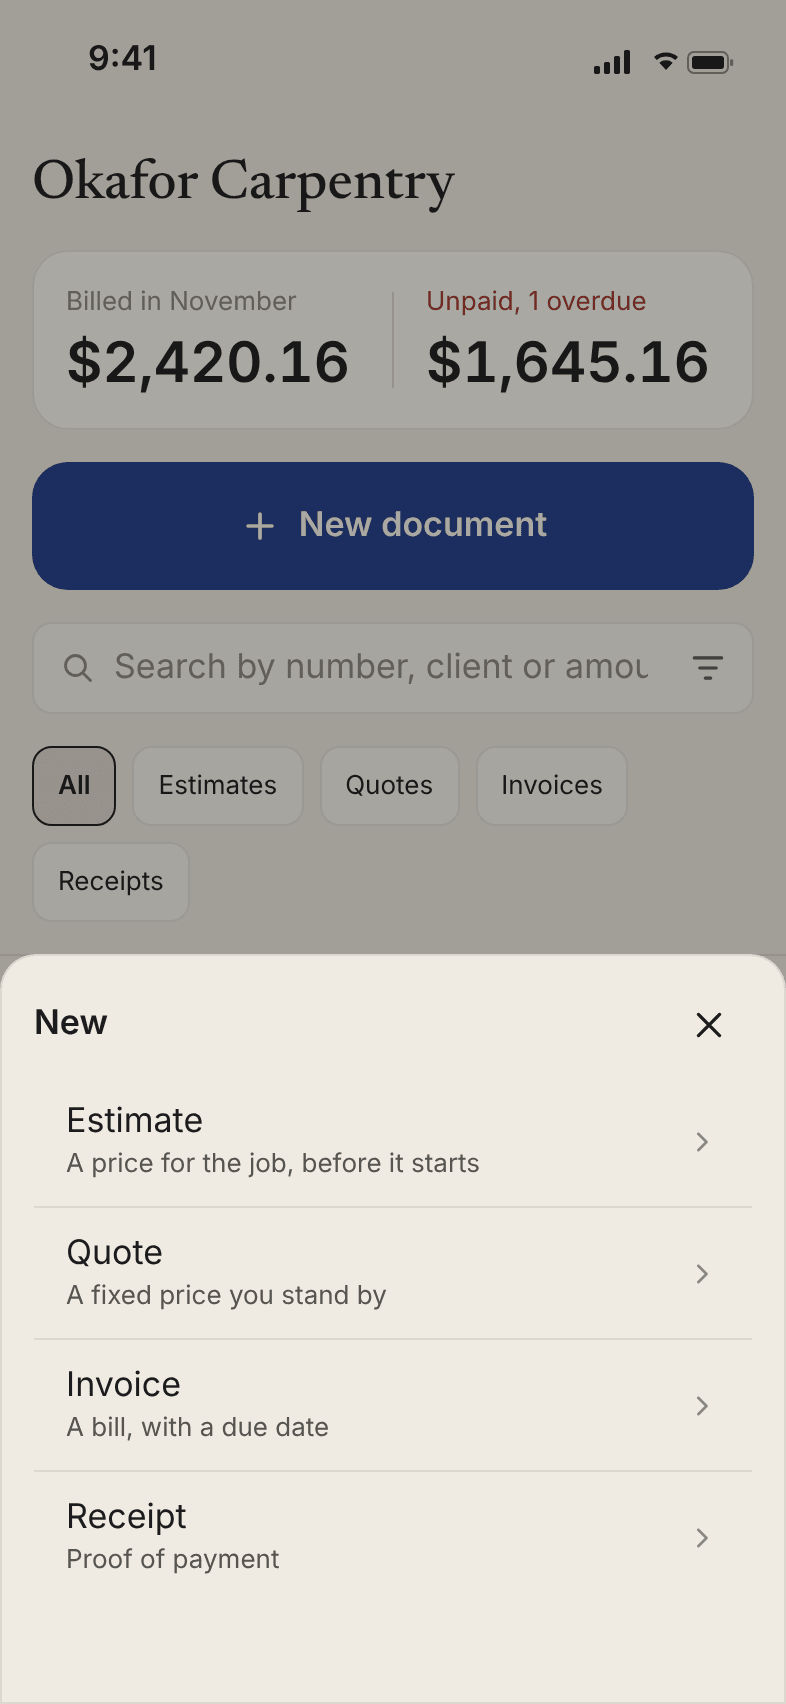 9:41
Okafor Carpentry
Billed in November
$2,420.16
Unpaid, 1 overdue
$1,645.16
New document
Search by number, client or amou
All
Estimates
Quotes
Invoices
Receipts
New
Estimate
A price for the job, before it starts
Quote
A fixed price you stand by
Invoice
A bill, with a due date
Receipt
Proof of payment